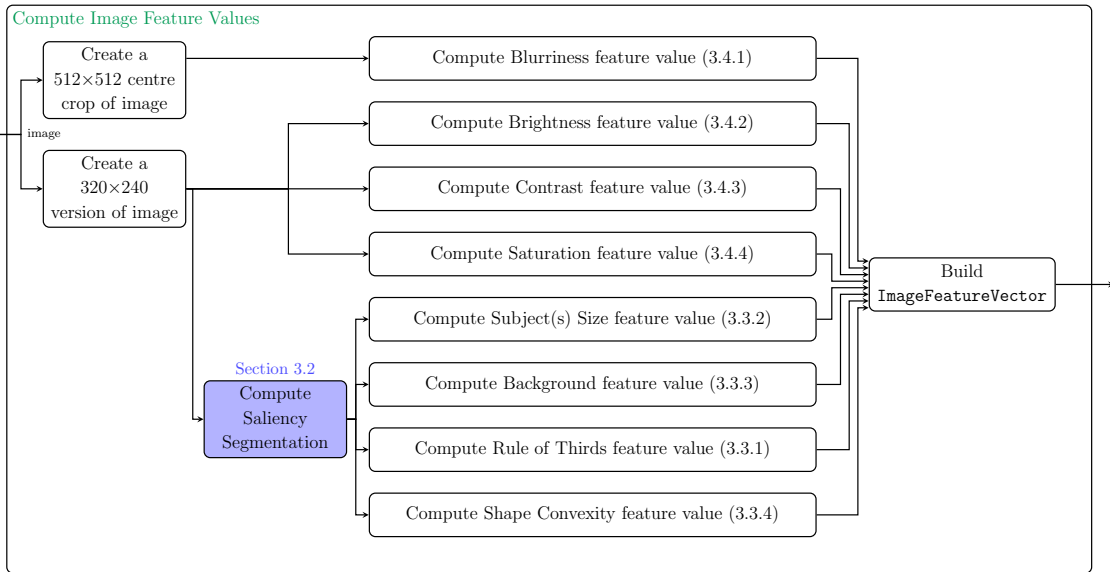 Compute Image Feature Values
Create a
512×512 centre
crop of image
image
Create a
320×240
version of image
Compute Blurriness feature value (3.4.1)
Compute Brightness feature value (3.4.2)
Compute Contrast feature value (3.4.3)
Compute Saturation feature value (3.4.4)
Compute Subject(s) Size feature value (3.3.2)
Section 3.2
Compute
Saliency
Segmentation
Compute Background feature value (3.3.3)
Compute Rule of Thirds feature value (3.3.1)
Compute Shape Convexity feature value (3.3.4)
Build
ImageFeatureVector